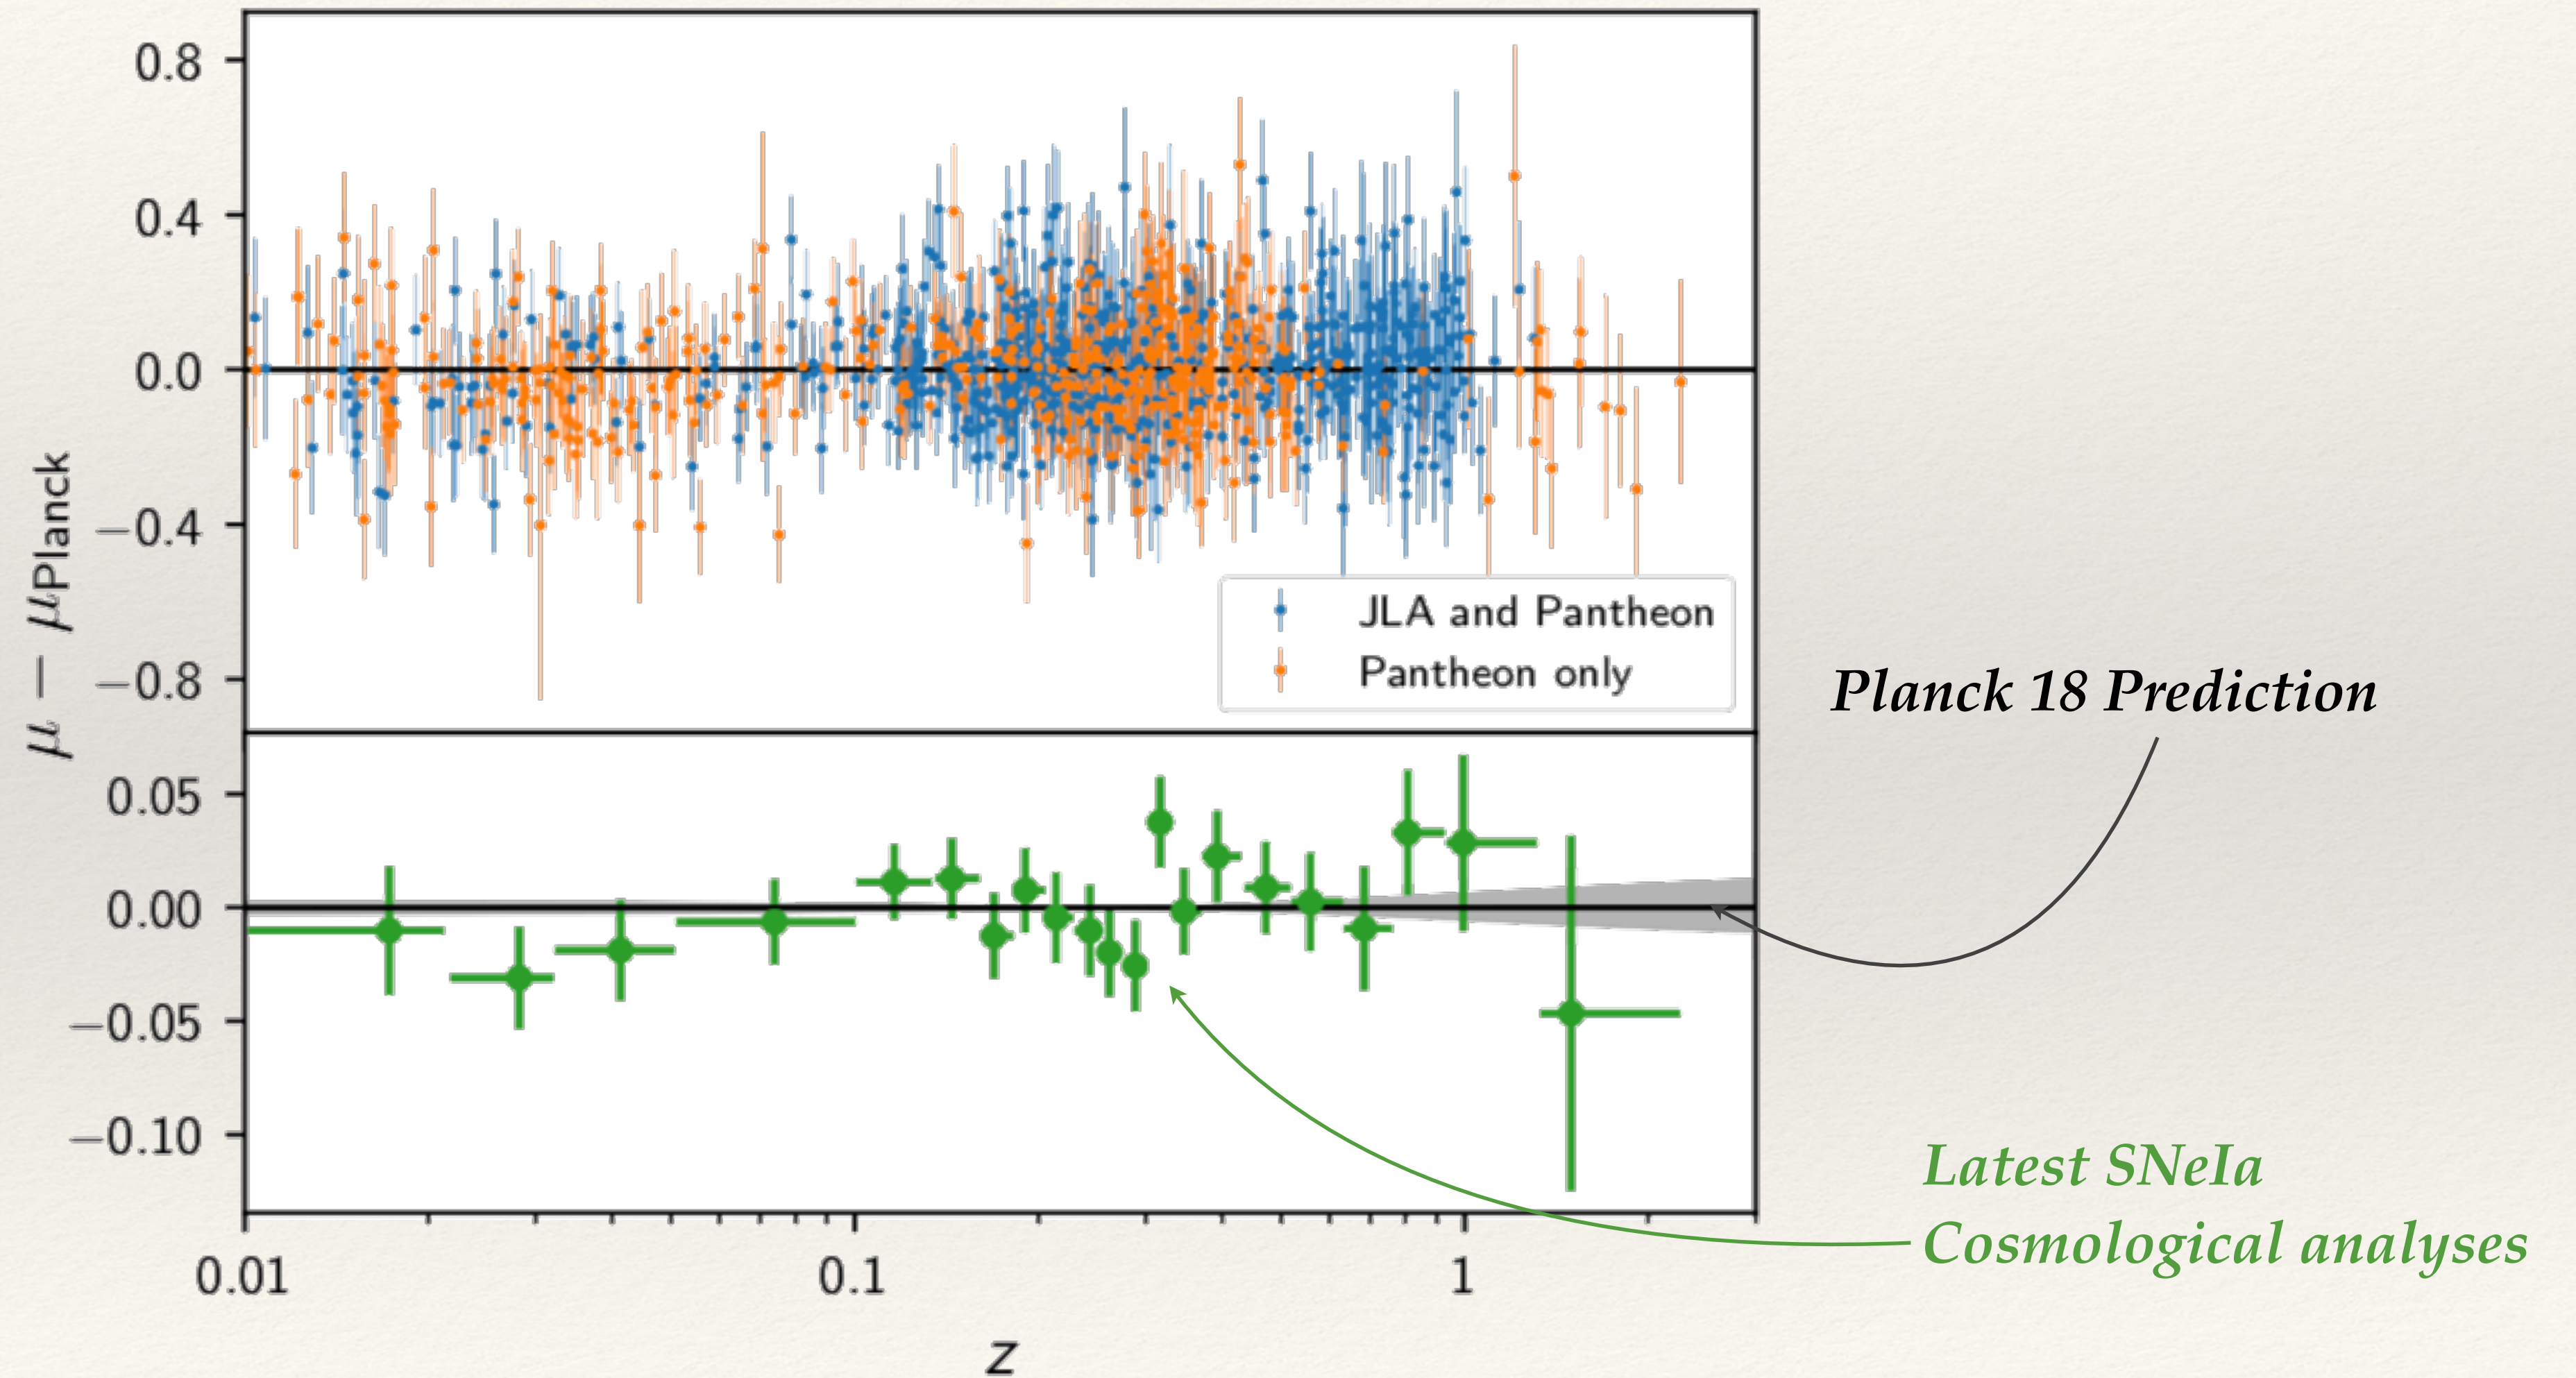 0.8
0.4
0.0
−0.4
−0.8
μ − μPlanck
JLA and Pantheon
Pantheon only
Planck 18 Prediction
0.05
0.00
−0.05
−0.10
Latest SNeIa
Cosmological analyses
0.01 0.1 1
z